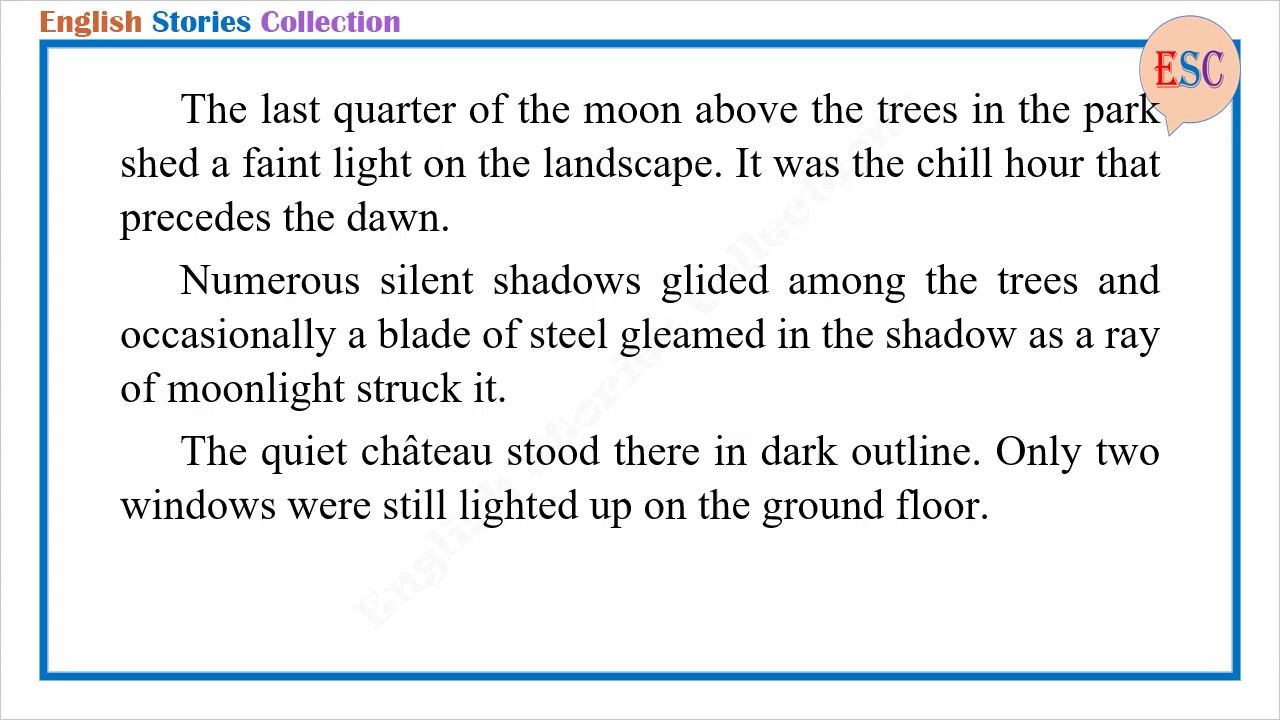 English Stories Collection
ESC
The last quarter of the moon above the trees in the park
shed a faint light on the landscape. It was the chill hour that
precedes the dawn.
Numerous silent shadows glided among the trees and
occasionally a blade of steel gleamed in the shadow as a ray
of moonlight struck it.
The quiet château stood there in dark outline. Only two
windows were still lighted up on the ground floor.
English Stories Collections